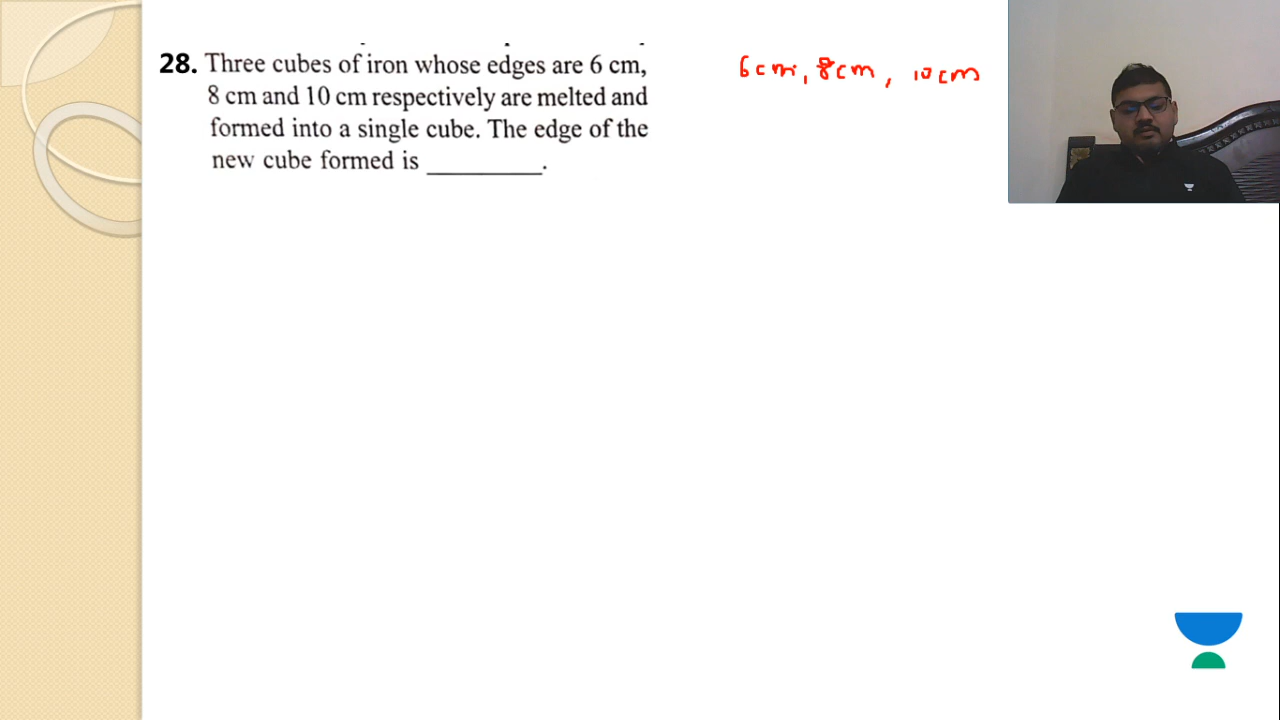 28. Three cubes of iron whose edges are 6 cm,
8 cm and 10 cm respectively are melted and
formed into a single cube. The edge of the
new cube formed is __________.
6cm, 8cm, 10cm